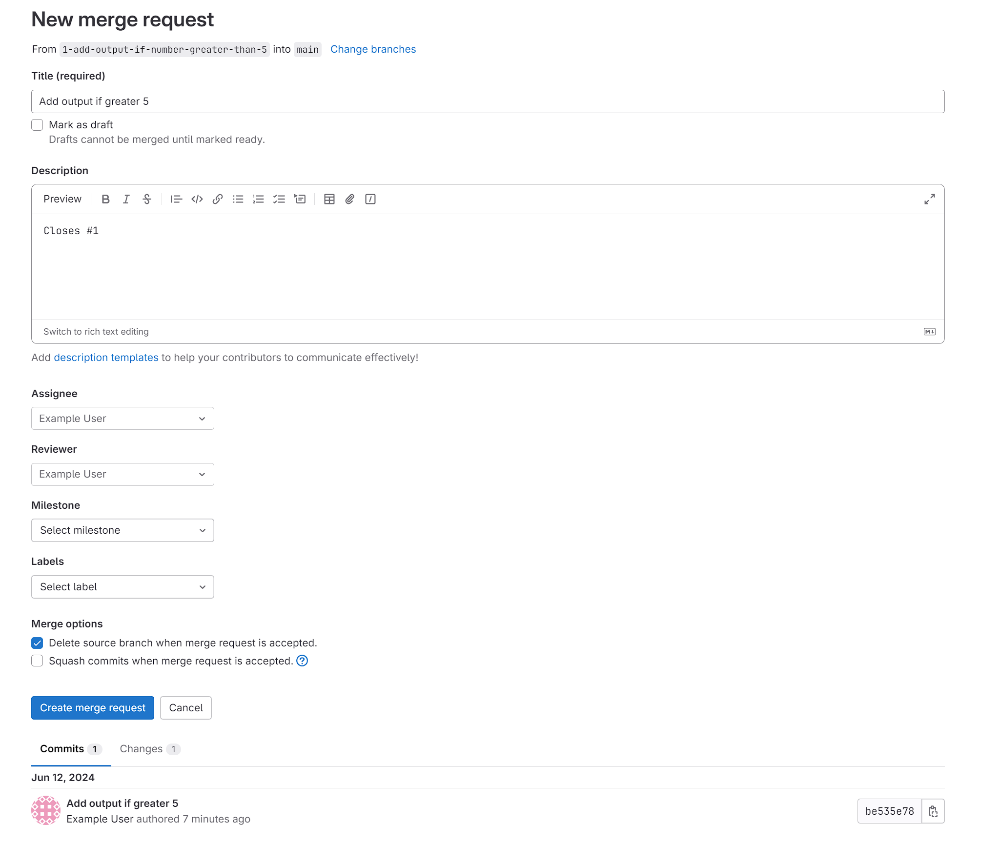 New merge request
From 1-add-output-if-number-greater-than-5 into main Change branches
Title (required)
Add output if greater 5
Mark as draft
Drafts cannot be merged until marked ready.
Description
Preview
Closes #1
Switch to rich text editing
Add description templates to help your contributors to communicate effectively!
Assignee
Example User
Reviewer
Example User
Milestone
Select milestone
Labels
Select label
Merge options
Delete source branch when merge request is accepted.
Squash commits when merge request is accepted.
Create merge request Cancel
Commits 1 Changes 1
Jun 12, 2024
Add output if greater 5
Example User authored 7 minutes ago
be535e78